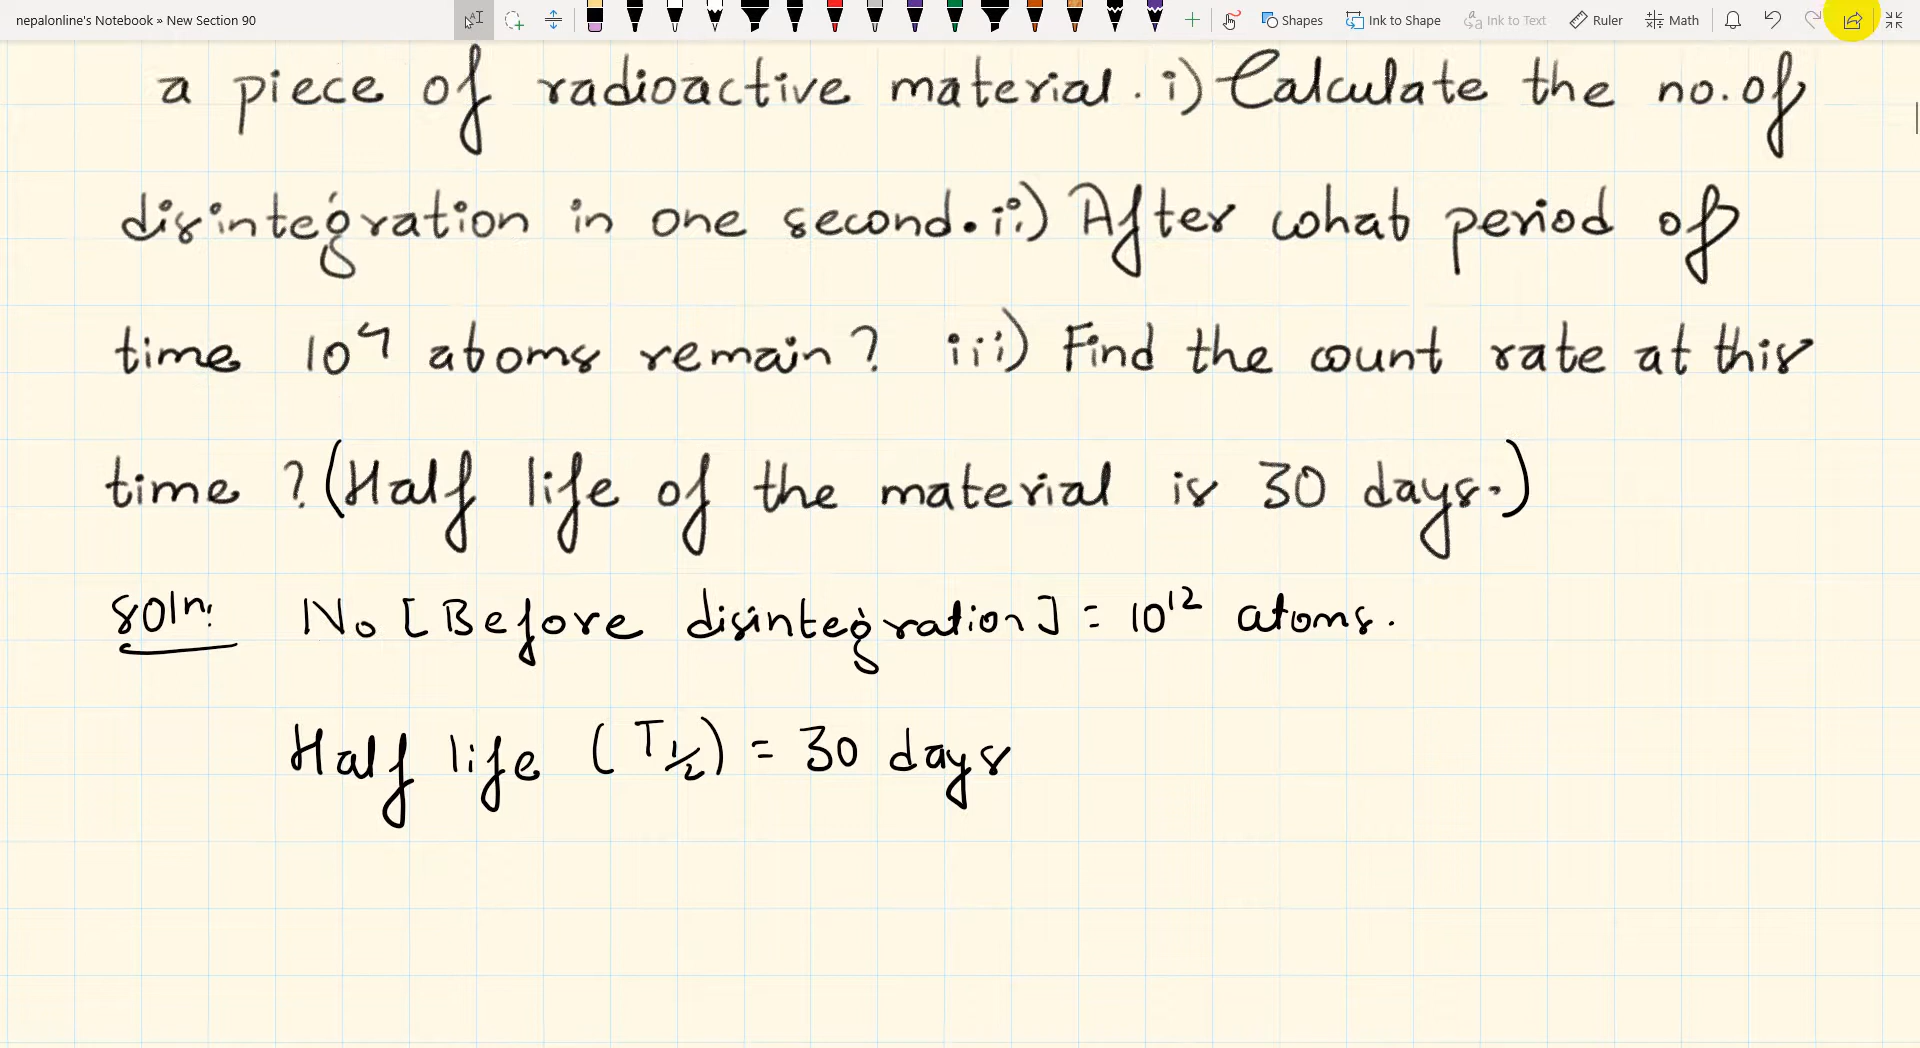 nepalonline's Notebook » New Section 90
Shapes Ink to Shape Ink to Text Ruler Math
a piece of radioactive material. i) Calculate the no. of
disintegration in one second. ii) After what period of
time 10⁴ atoms remain? iii) Find the count rate at this
time ? (Half life of the material is 30 days.)
soln: No [Before disintegration] = 10¹² atoms.
Half life (T½) = 30 days